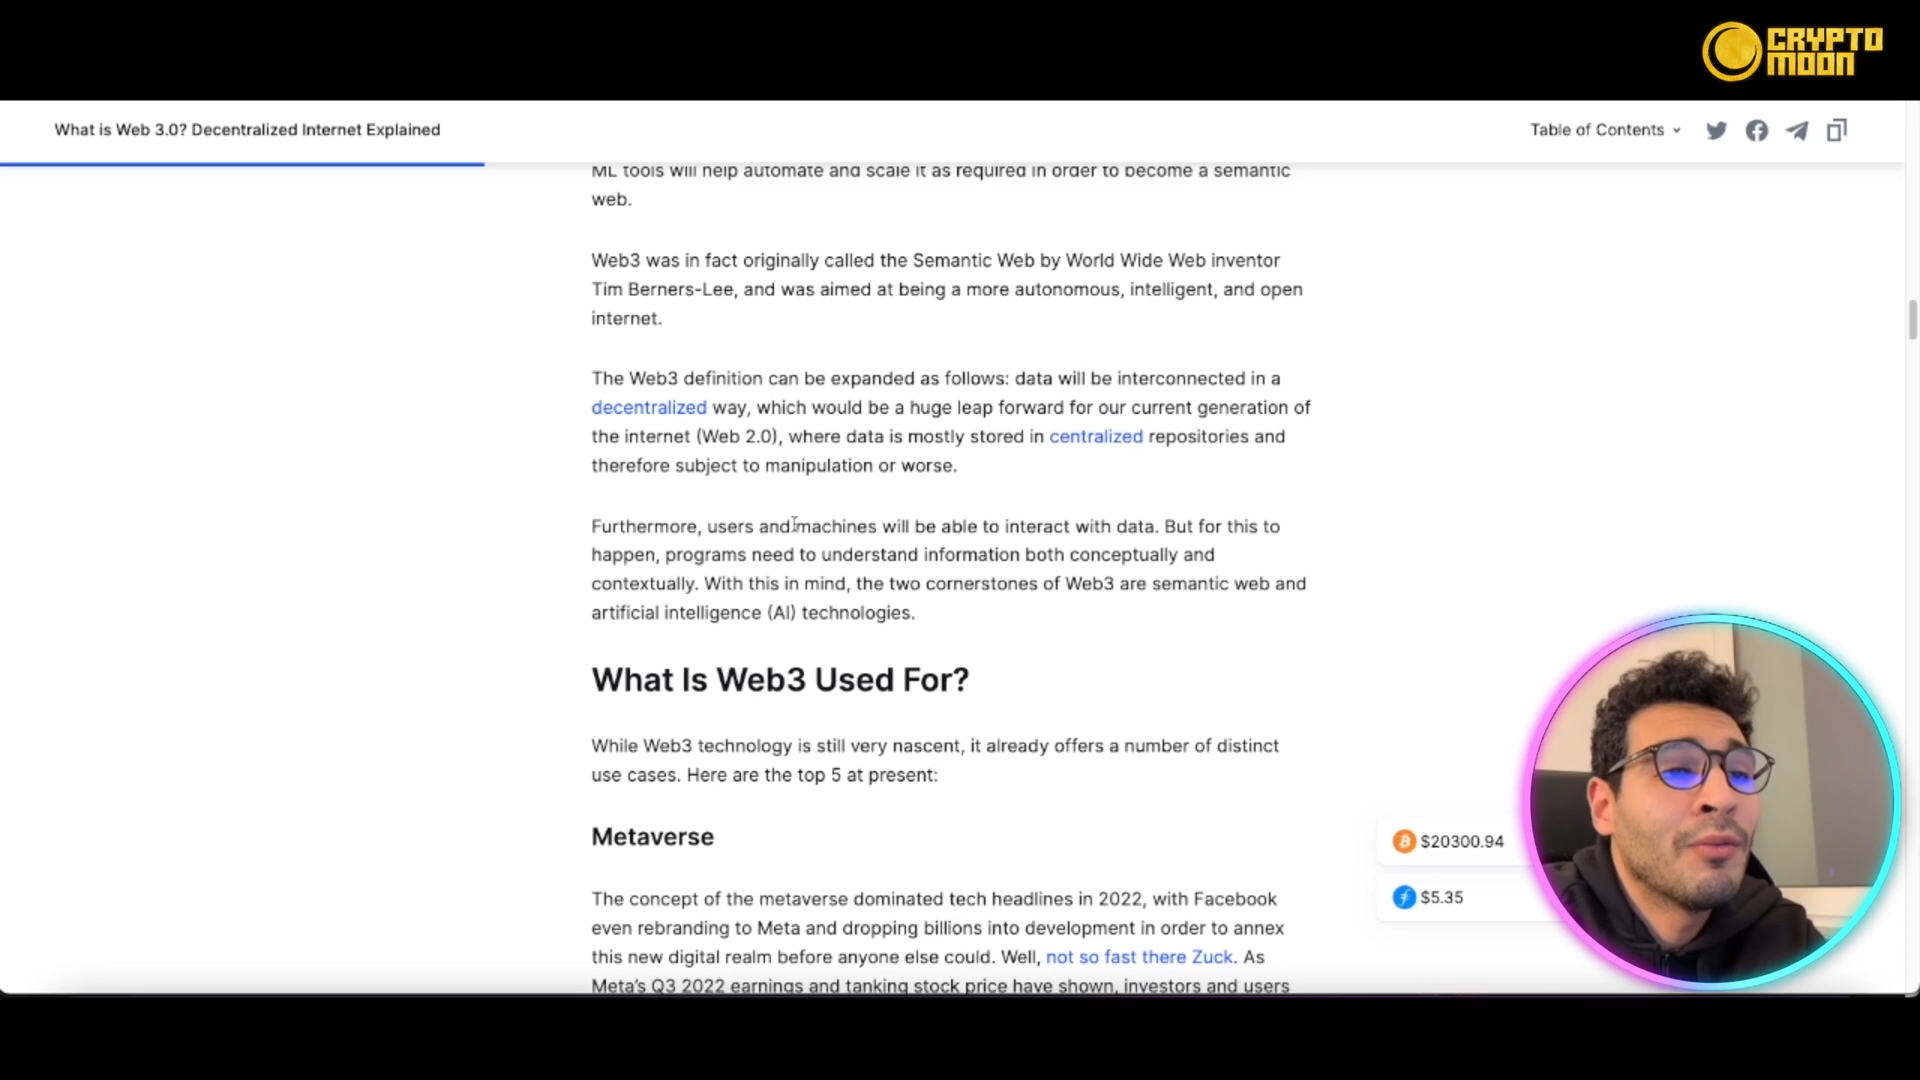 CRYPTO
MOON
What is Web 3.0? Decentralized Internet Explained
Table of Contents
ML tools will help automate and scale it as required in order to become a semantic
web.
Web3 was in fact originally called the Semantic Web by World Wide Web inventor
Tim Berners-Lee, and was aimed at being a more autonomous, intelligent, and open
internet.
The Web3 definition can be expanded as follows: data will be interconnected in a
decentralized way, which would be a huge leap forward for our current generation of
the internet (Web 2.0), where data is mostly stored in centralized repositories and
therefore subject to manipulation or worse.
Furthermore, users and machines will be able to interact with data. But for this to
happen, programs need to understand information both conceptually and
contextually. With this in mind, the two cornerstones of Web3 are semantic web and
artificial intelligence (AI) technologies.
What Is Web3 Used For?
While Web3 technology is still very nascent, it already offers a number of distinct
use cases. Here are the top 5 at present:
Metaverse
$20300.94
$5.35
The concept of the metaverse dominated tech headlines in 2022, with Facebook
even rebranding to Meta and dropping billions into development in order to annex
this new digital realm before anyone else could. Well, not so fast there Zuck. As
Meta's Q3 2022 earnings and tanking stock price have shown, investors and users